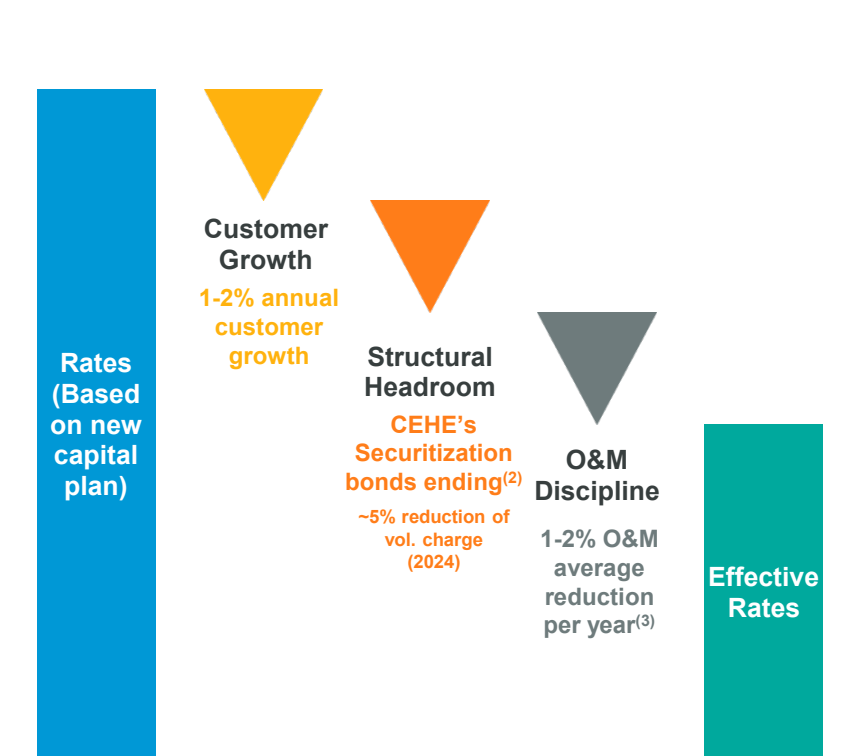 Rates
(Based
on new
capital
plan)
Customer
Growth
1-2% annual
customer
growth
Structural
Headroom
CEHE’s
Securitization
bonds ending(2)
~5% reduction of
vol. charge
(2024)
O&M
Discipline
1-2% O&M
average
reduction
per year(3)
Effective
Rates